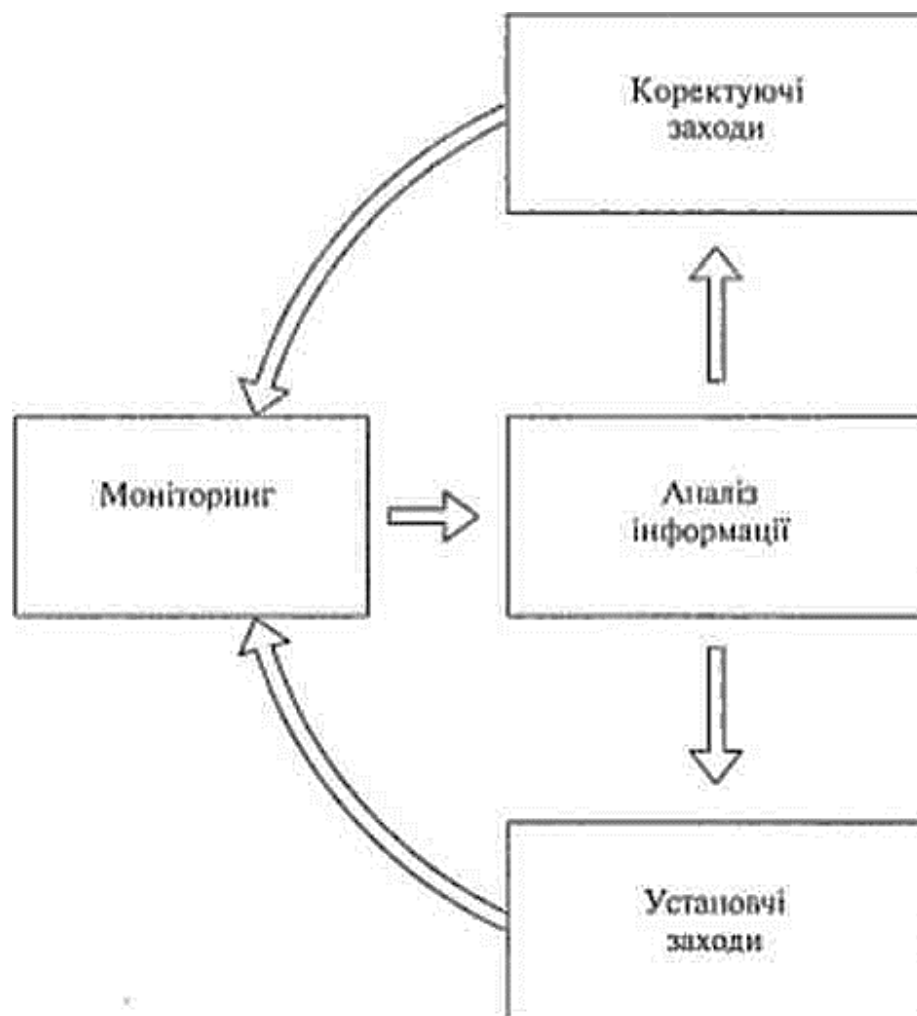 Коректуючі
заходи
Моніторинг
Аналіз
інформації
Установчі
заходи